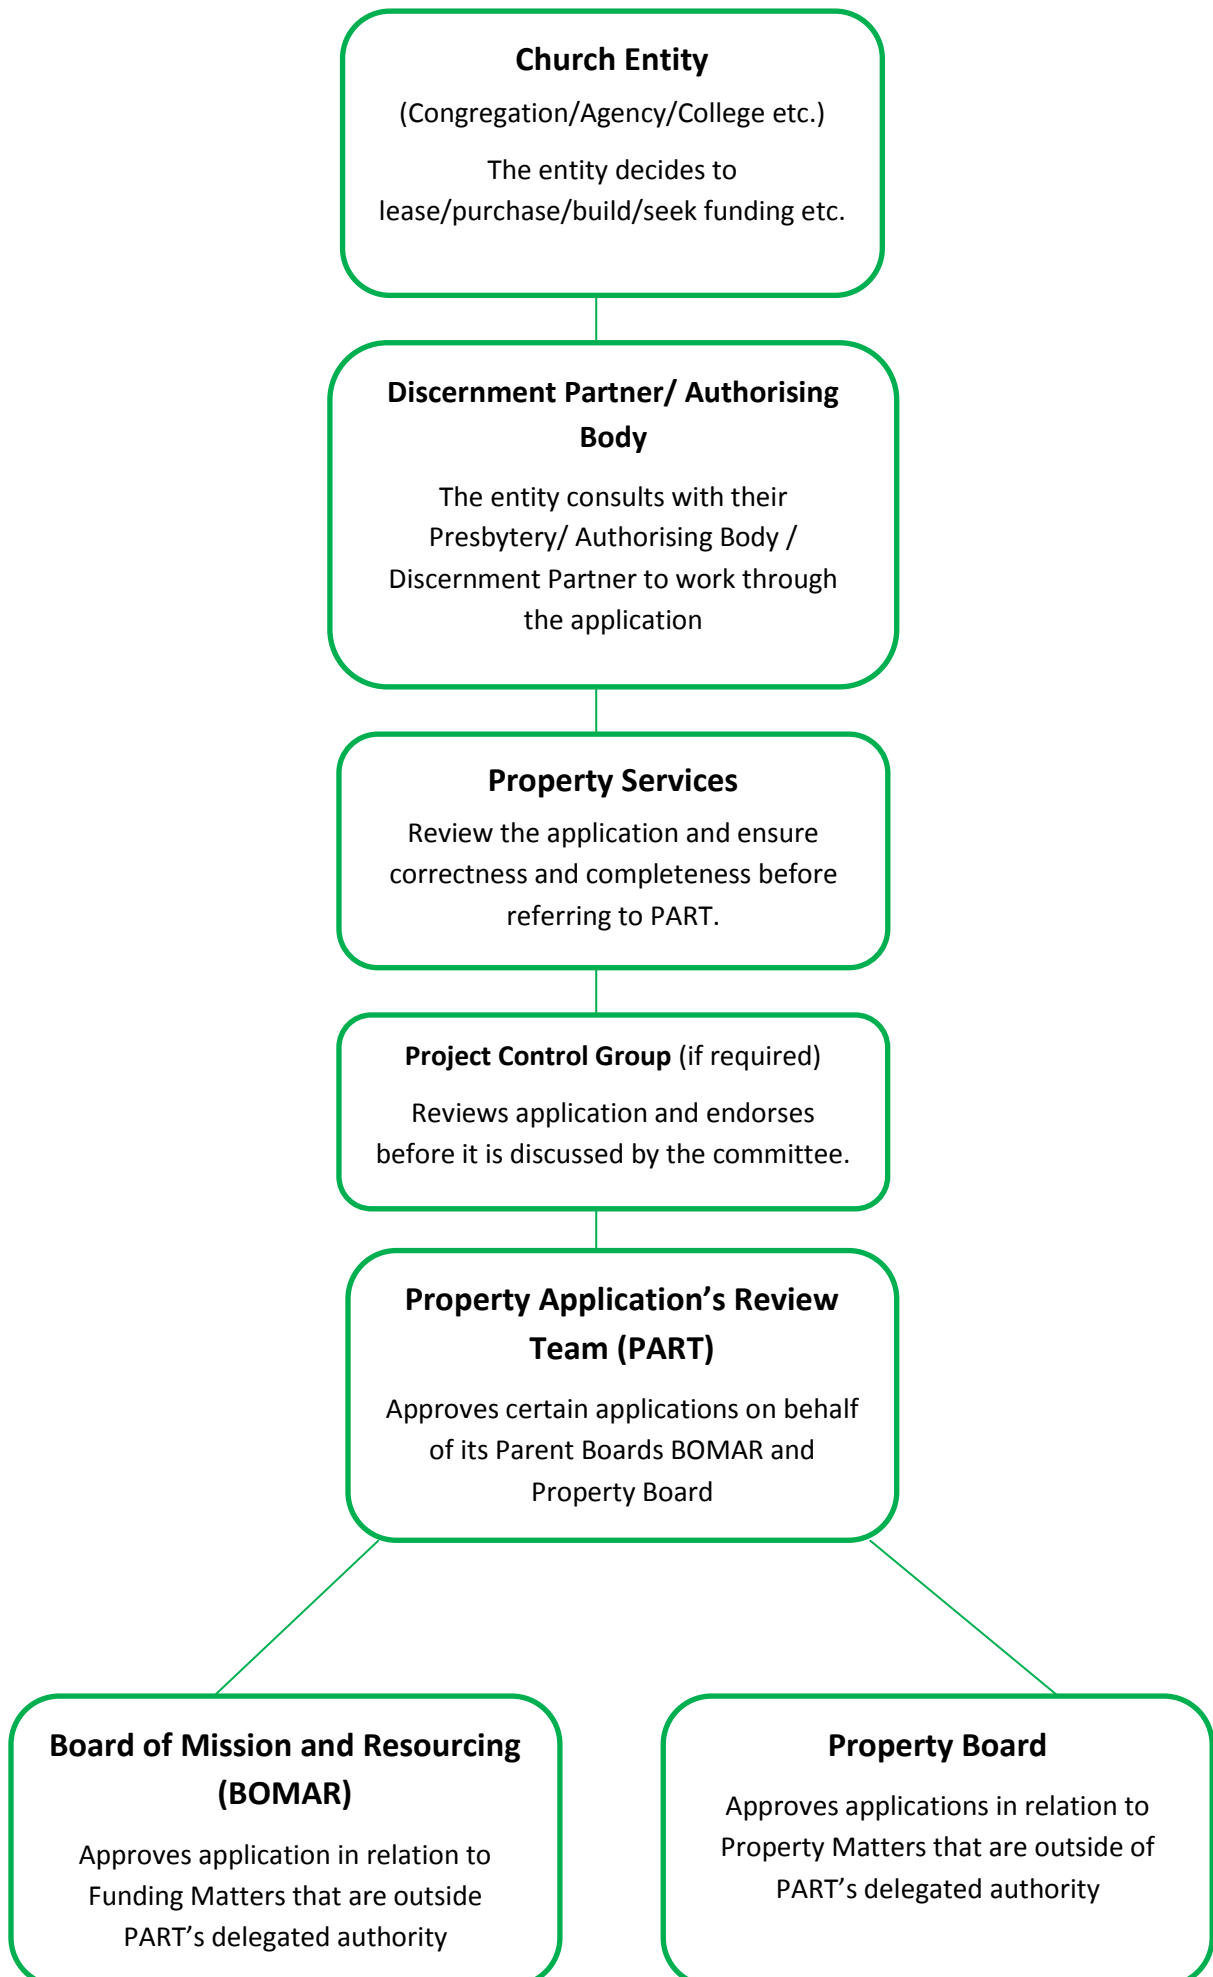 Church Entity
(Congregation/Agency/College etc.)
The entity decides to
lease/purchase/build/seek funding etc.
Discernment Partner/ Authorising
Body
The entity consults with their
Presbytery/ Authorising Body /
Discernment Partner to work through
the application
Property Services
Review the application and ensure
correctness and completeness before
referring to PART.
Project Control Group (if required)
Reviews application and endorses
before it is discussed by the committee.
Property Application’s Review
Team (PART)
Approves certain applications on behalf
of its Parent Boards BOMAR and
Property Board
Board of Mission and Resourcing
(BOMAR)
Approves application in relation to
Funding Matters that are outside
PART’s delegated authority
Property Board
Approves applications in relation to
Property Matters that are outside of
PART’s delegated authority